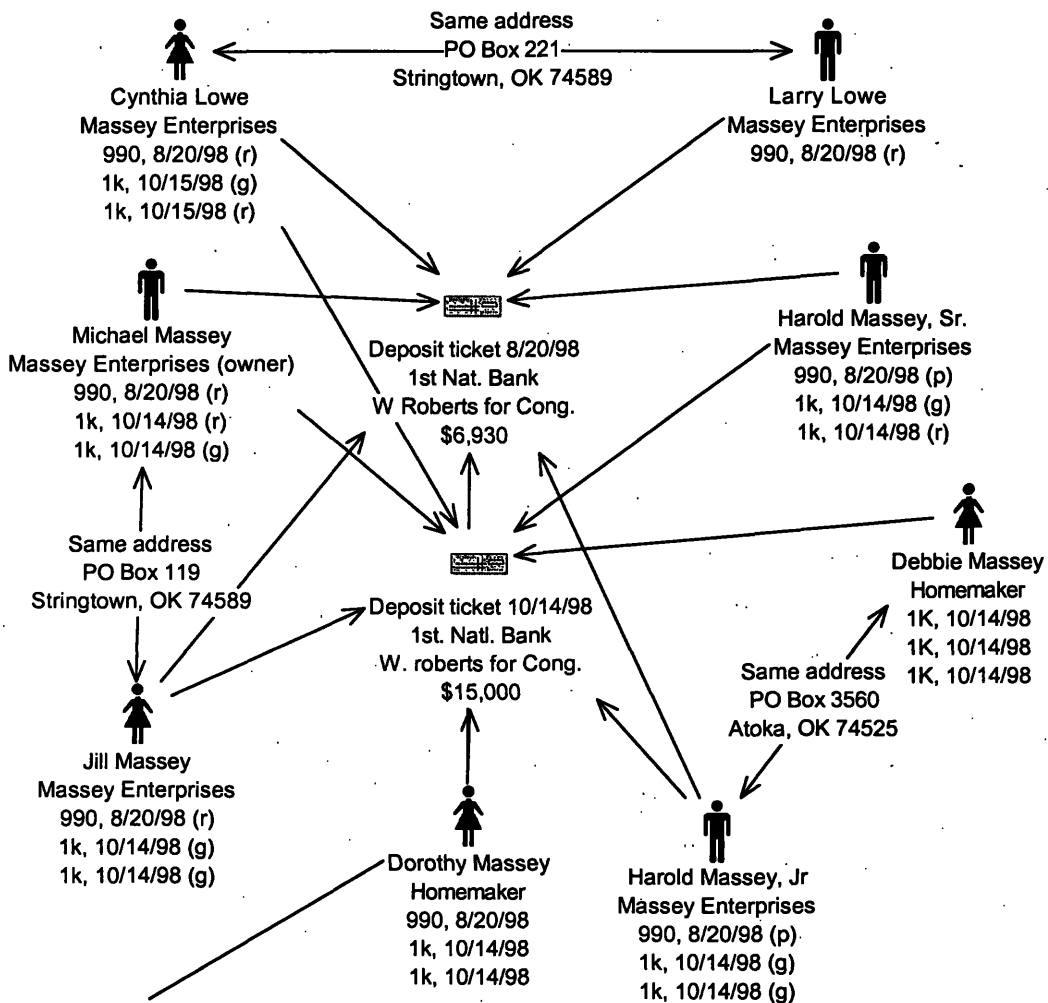 Same address
PO Box 221
Stringtown, OK 74589
Cynthia Lowe
Massey Enterprises
990, 8/20/98 (r)
1k, 10/15/98 (g)
1k, 10/15/98 (r)
Larry Lowe
Massey Enterprises
990, 8/20/98 (r)
Michael Massey
Massey Enterprises (owner)
990, 8/20/98 (r)
1k, 10/14/98 (r)
1k, 10/14/98 (g)
Deposit ticket 8/20/98
1st Nat. Bank
W Roberts for Cong.
$6,930
Harold Massey, Sr.
Massey Enterprises
990, 8/20/98 (p)
1k, 10/14/98 (g)
1k, 10/14/98 (r)
Same address
PO Box 119
Stringtown, OK 74589
Deposit ticket 10/14/98
1st. Natl. Bank
W. roberts for Cong.
$15,000
Debbie Massey
Homemaker
1K, 10/14/98
1K, 10/14/98
1K, 10/14/98
Same address
PO Box 3560
Atoka, OK 74525
Jill Massey
Massey Enterprises
990, 8/20/98 (r)
1k, 10/14/98 (g)
1k, 10/14/98 (g)
Dorothy Massey
Homemaker
990, 8/20/98
1k, 10/14/98
1k, 10/14/98
Harold Massey, Jr
Massey Enterprises
990, 8/20/98 (p)
1k, 10/14/98 (g)
1k, 10/14/98 (g)